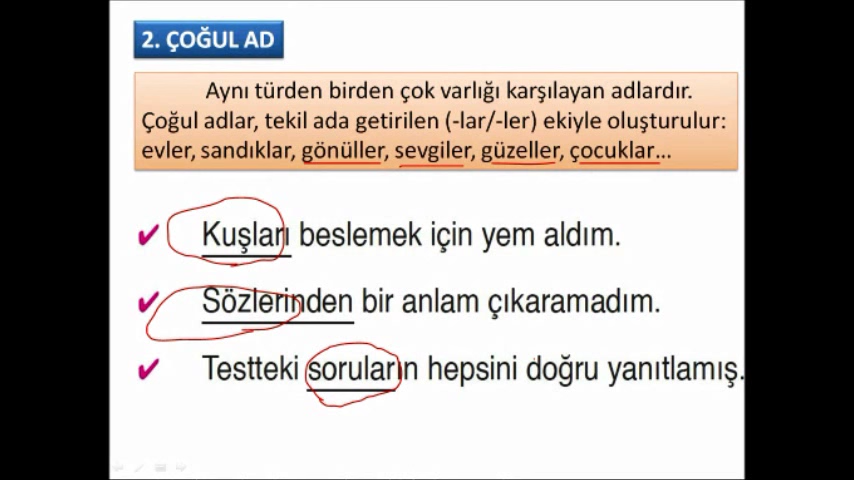 2. ÇOĞUL AD
Aynı türden birden çok varlığı karşılayan adlardır.
Çoğul adlar, tekil ada getirilen (-lar/-ler) ekiyle oluşturulur:
evler, sandıklar, gönüller, sevgiler, güzeller, çocuklar...
Kuşları beslemek için yem aldım.
Sözlerinden bir anlam çıkaramadım.
Testteki soruların hepsini doğru yanıtlamış.